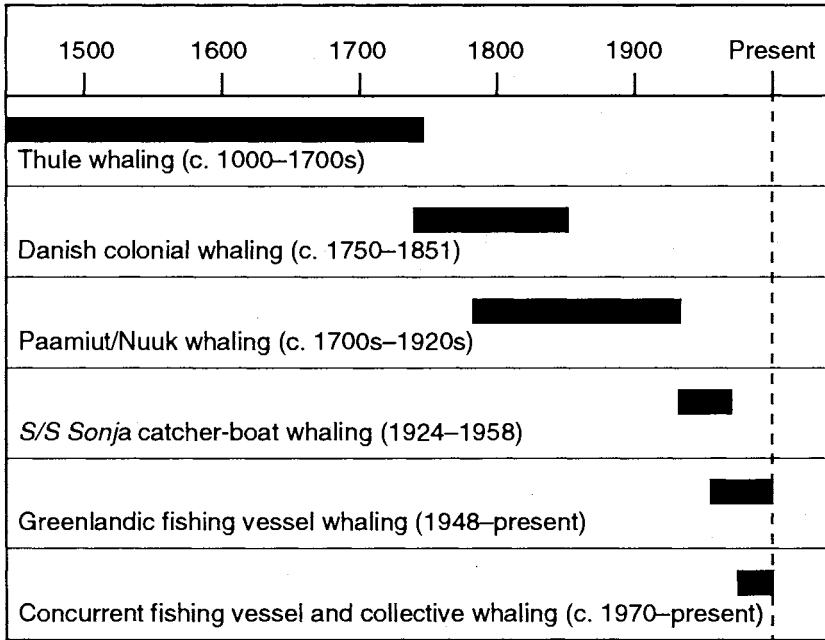 1500 1600 1700 1800 1900 Present
Thule whaling (c. 1000–1700s)
Danish colonial whaling (c. 1750–1851)
Paamiut/Nuuk whaling (c. 1700s–1920s)
S/S Sonja catcher-boat whaling (1924–1958)
Greenlandic fishing vessel whaling (1948–present)
Concurrent fishing vessel and collective whaling (c. 1970–present)